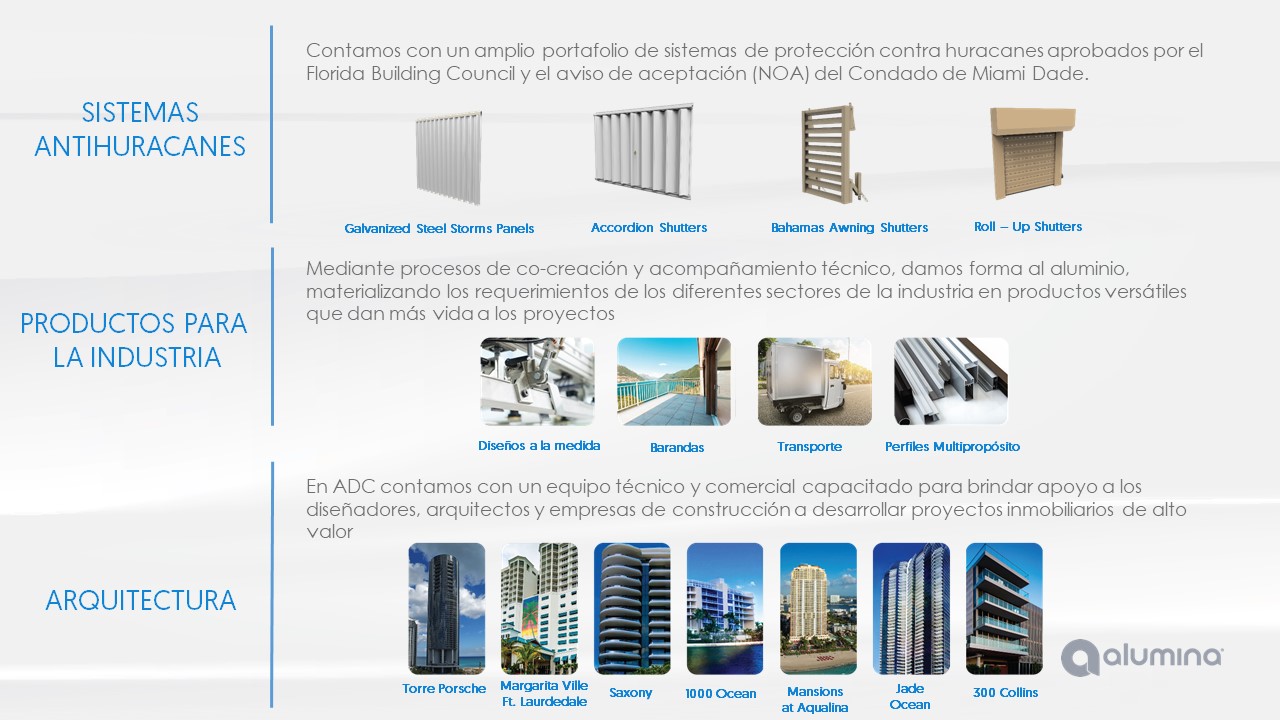 SISTEMAS
ANTIHURACANES
Contamos con un amplio portafolio de sistemas de protección contra huracanes aprobados por el
Florida Building Council y el aviso de aceptación (NOA) del Condado de Miami Dade.
Galvanized Steel Storms Panels
Accordion Shutters
Bahamas Awning Shutters
Roll – Up Shutters
PRODUCTOS PARA
LA INDUSTRIA
Mediante procesos de co-creación y acompañamiento técnico, damos forma al aluminio,
materializando los requerimientos de los diferentes sectores de la industria en productos versátiles
que dan más vida a los proyectos
Diseños a la medida
Barandas
Transporte
Perfiles Multipropósito
ARQUITECTURA
En ADC contamos con un equipo técnico y comercial capacitado para brindar apoyo a los
diseñadores, arquitectos y empresas de construcción a desarrollar proyectos inmobiliarios de alto
valor
Torre Porsche
Margarita Ville
Ft. Laurdedale
Saxony
1000 Ocean
Mansions
at Aqualina
Jade
Ocean
300 Collins
alumina